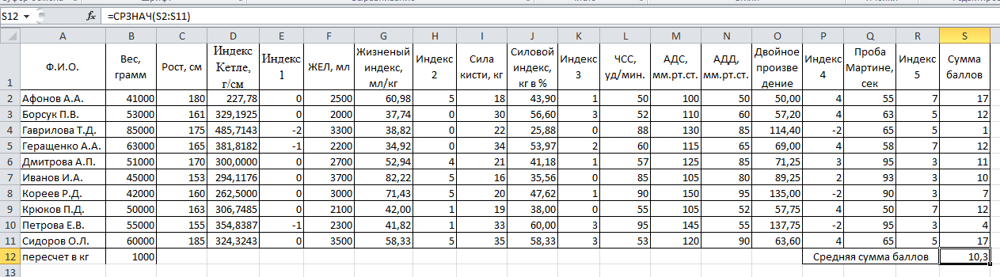 S12 fx =СРЗНАЧ(S2:S11)
A B C D E F G H I J K L M N O P Q R S
1 Ф.И.О. Вес, грамм Рост, см Индекс Кетле, г/см Индекс 1 ЖЕЛ, мл Жизненый индекс, мл/кг Индекс 2 Сила кисти, кг Силовой индекс, кг в % Индекс 3 ЧСС, уд/мин. АДС, мм.рт.ст. АДД, мм.рт.ст. Двойное произве дение Индекс 4 Проба Мартине, сек Индекс 5 Сумма баллов
2 Афонов А.А. 41000 180 227,78 0 2500 60,98 5 18 43,90 1 50 100 50 50,00 4 55 7 17
3 Борсук П.В. 53000 161 329,1925 0 2000 37,74 0 30 56,60 3 52 110 60 57,20 4 63 5 12
4 Гаврилова Т.Д. 85000 175 485,7143 -2 3300 38,82 0 22 25,88 0 88 130 85 114,40 -2 65 5 1
5 Геращенко А.А. 63000 165 381,8182 -1 2200 34,92 0 34 53,97 2 60 115 65 69,00 4 58 7 12
6 Дмитрова А.П. 51000 170 300,0000 0 2700 52,94 4 21 41,18 1 57 125 85 71,25 3 95 3 11
7 Иванов И.А. 45000 153 294,1176 0 3700 82,22 5 16 35,56 0 85 105 80 89,25 2 93 3 10
8 Кореев Р.Д. 42000 160 262,5000 0 3000 71,43 5 20 47,62 1 90 150 95 135,00 -2 90 3 7
9 Крюков П.Д. 50000 163 306,7485 0 2100 42,00 1 19 38,00 0 55 105 52 57,75 4 50 7 12
10 Петрова Е.В. 55000 155 354,8387 -1 2300 41,82 1 33 60,00 3 95 145 55 137,75 -2 95 3 4
11 Сидоров О.Л. 60000 185 324,3243 0 3500 58,33 5 35 58,33 3 53 120 90 63,60 4 65 5 17
12 пересчет в кг 1000 Средняя сумма баллов 10,3
13